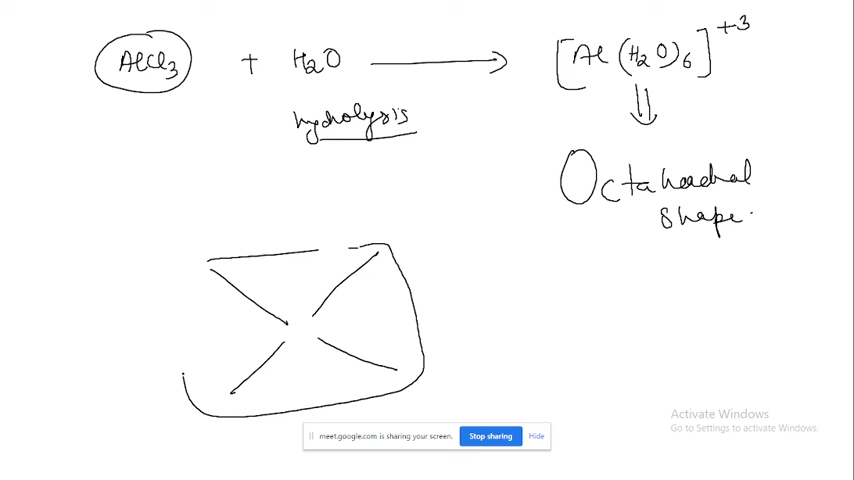 AlCl3 + H2O → [Al(H2O)6]+3
hydrolysis
⇓
Octahedral
shape.
Activate Windows
Go to Settings to activate Windows.
meet.google.com is sharing your screen. Stop sharing Hide